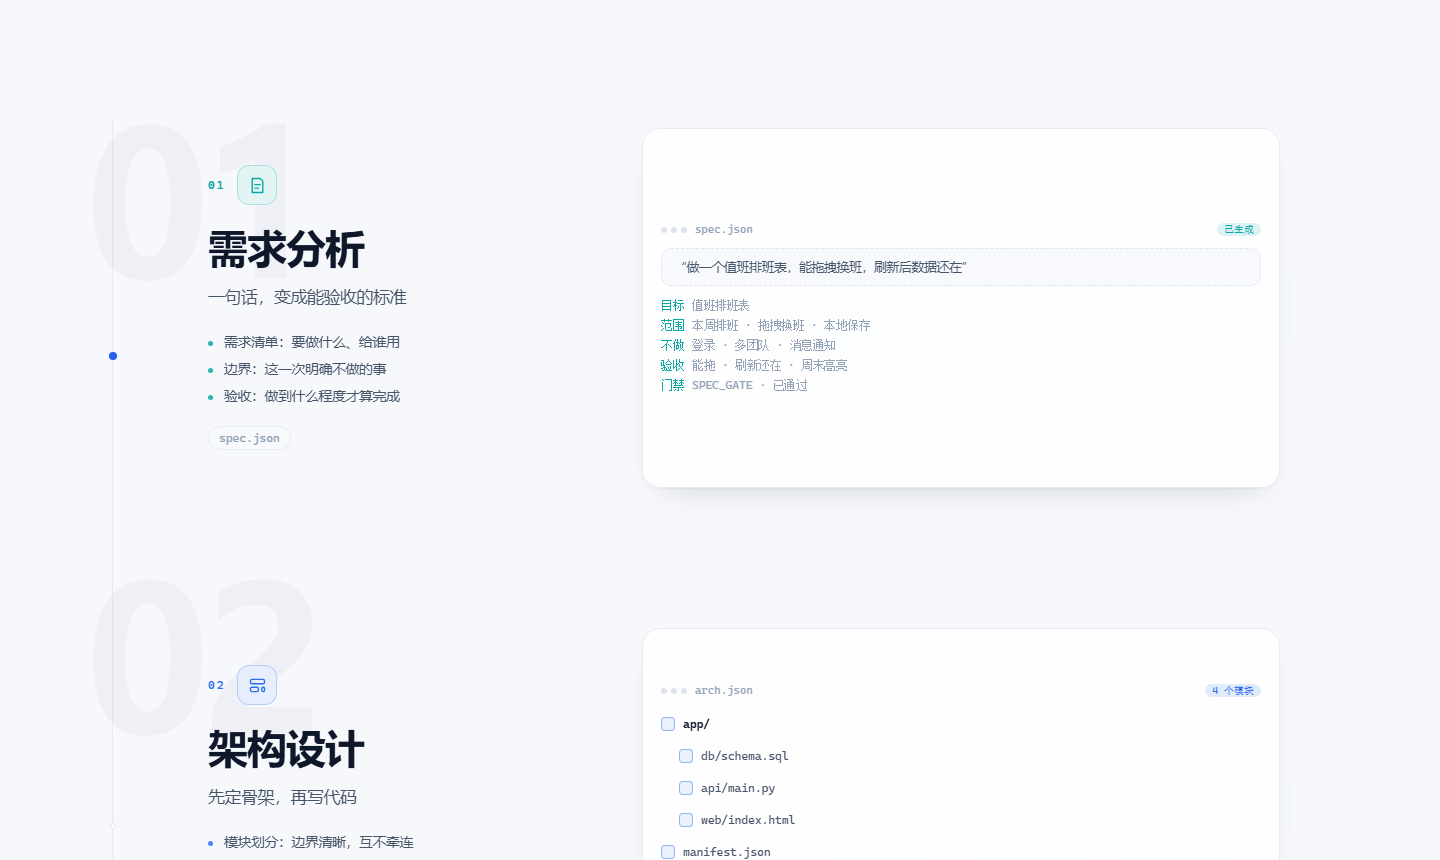 01
01
需求分析
一句话，变成能验收的标准
需求清单：要做什么、给谁用
边界：这一次明确不做的事
验收：做到什么程度才算完成
spec.json
spec.json
已生成
“做一个值班排班表，能拖拽换班，刷新后数据还在”
目标 值班排班表
范围 本周排班 · 拖拽换班 · 本地保存
不做 登录 · 多团队 · 消息通知
验收 能拖 · 刷新还在 · 周末高亮
门禁 SPEC_GATE · 已通过
02
02
架构设计
先定骨架，再写代码
模块划分：边界清晰，互不牵连
arch.json
4 个模块
app/
db/schema.sql
api/main.py
web/index.html
manifest.json